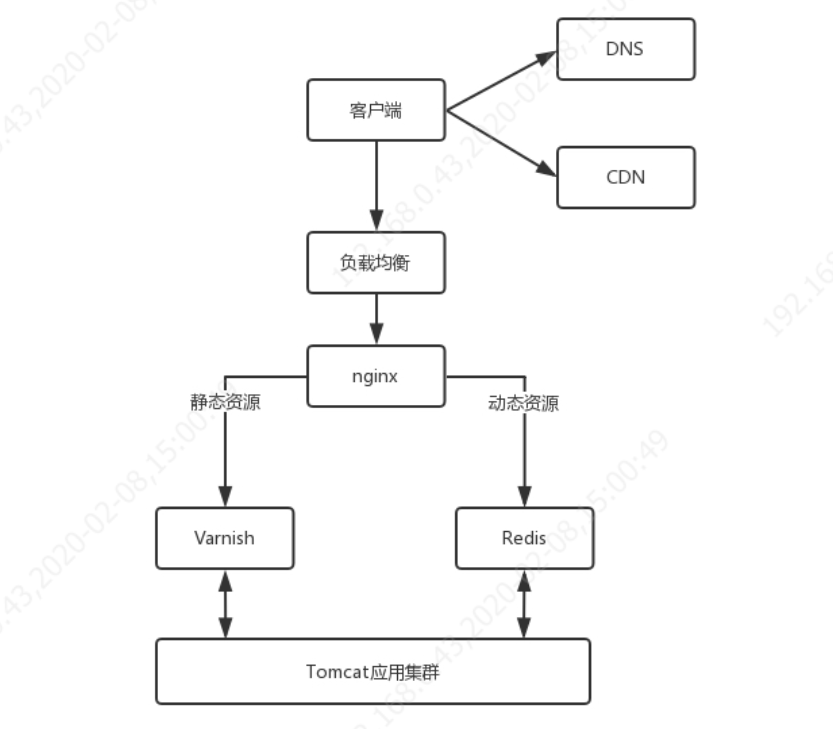 DNS
客户端
CDN
负载均衡
nginx
静态资源
动态资源
Varnish
Redis
Tomcat应用集群
.43,2020-02-08,
192.168.0.43,2020-02-08,15:0
192.168
.43,2020-02-08,15:00:49
.168.0.43,2020-02-08,15:00:49